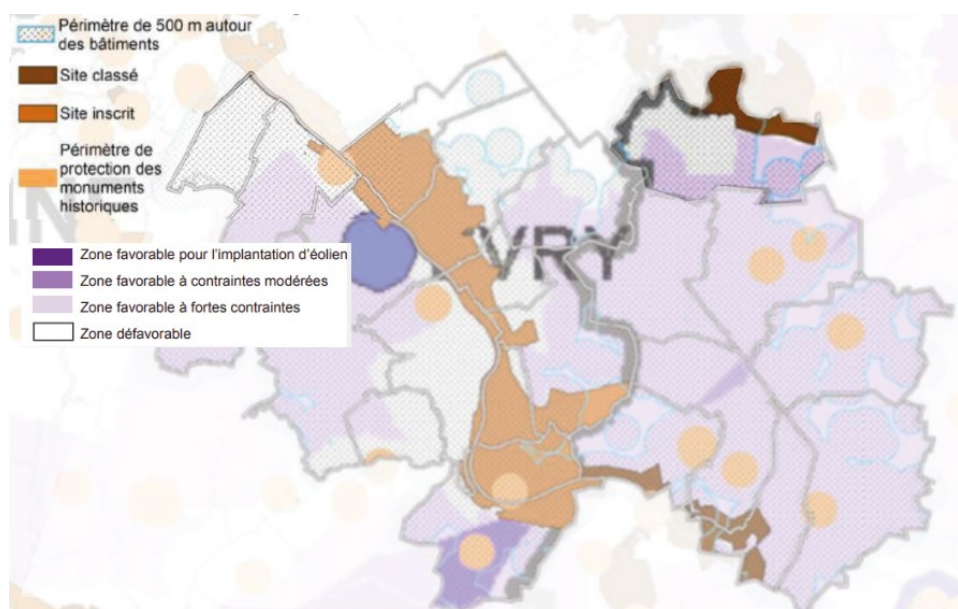 Périmètre de 500 m autour
des bâtiments
Site classé
Site inscrit
Périmètre de
protection des
monuments
historiques
Zone favorable pour l'implantation d'éolien
Zone favorable à contraintes modérées
Zone favorable à fortes contraintes
Zone défavorable